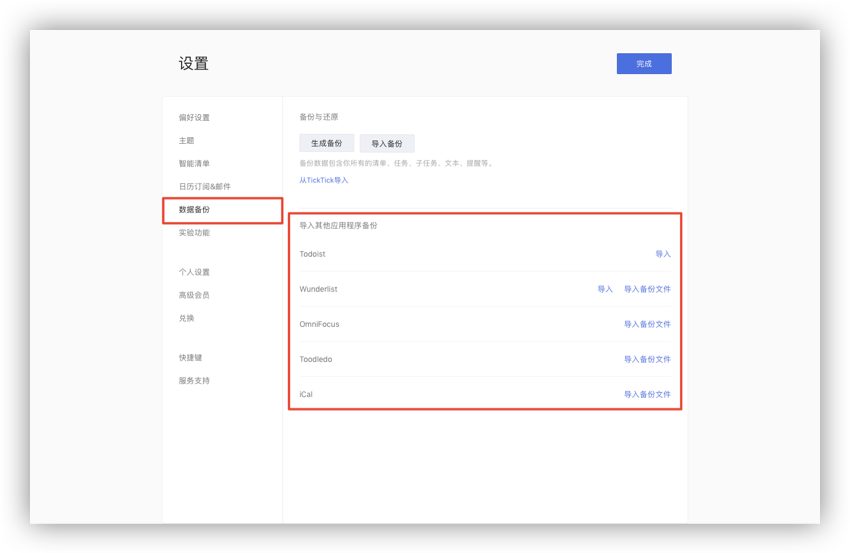 设置
完成
偏好设置
主题
智能清单
日历订阅&邮件
数据备份
实验功能
个人设置
高级会员
兑换
快捷键
服务支持
备份与还原
生成备份 导入备份
备份数据包含你所有的清单、任务、子任务、文本、提醒等。
从TickTick导入
导入其他应用程序备份
Todoist 导入
Wunderlist 导入 导入备份文件
OmniFocus 导入备份文件
Toodledo 导入备份文件
iCal 导入备份文件